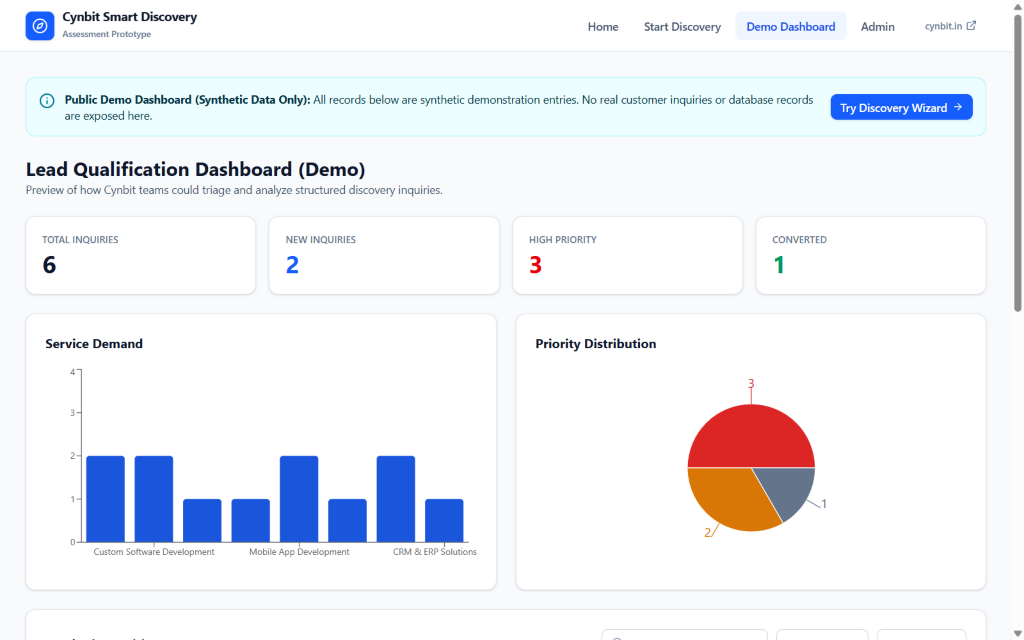 Cynbit Smart Discovery
Assessment Prototype
Home
Start Discovery
Demo Dashboard
Admin
cynbit.in
Public Demo Dashboard (Synthetic Data Only): All records below are synthetic demonstration entries. No real customer inquiries or database records
are exposed here.
Try Discovery Wizard →
Lead Qualification Dashboard (Demo)
Preview of how Cynbit teams could triage and analyze structured discovery inquiries.
TOTAL INQUIRIES
6
NEW INQUIRIES
2
HIGH PRIORITY
3
CONVERTED
1
Service Demand
4
3
2
1
0
Custom Software Development
Mobile App Development
CRM & ERP Solutions
Priority Distribution
3
1
2